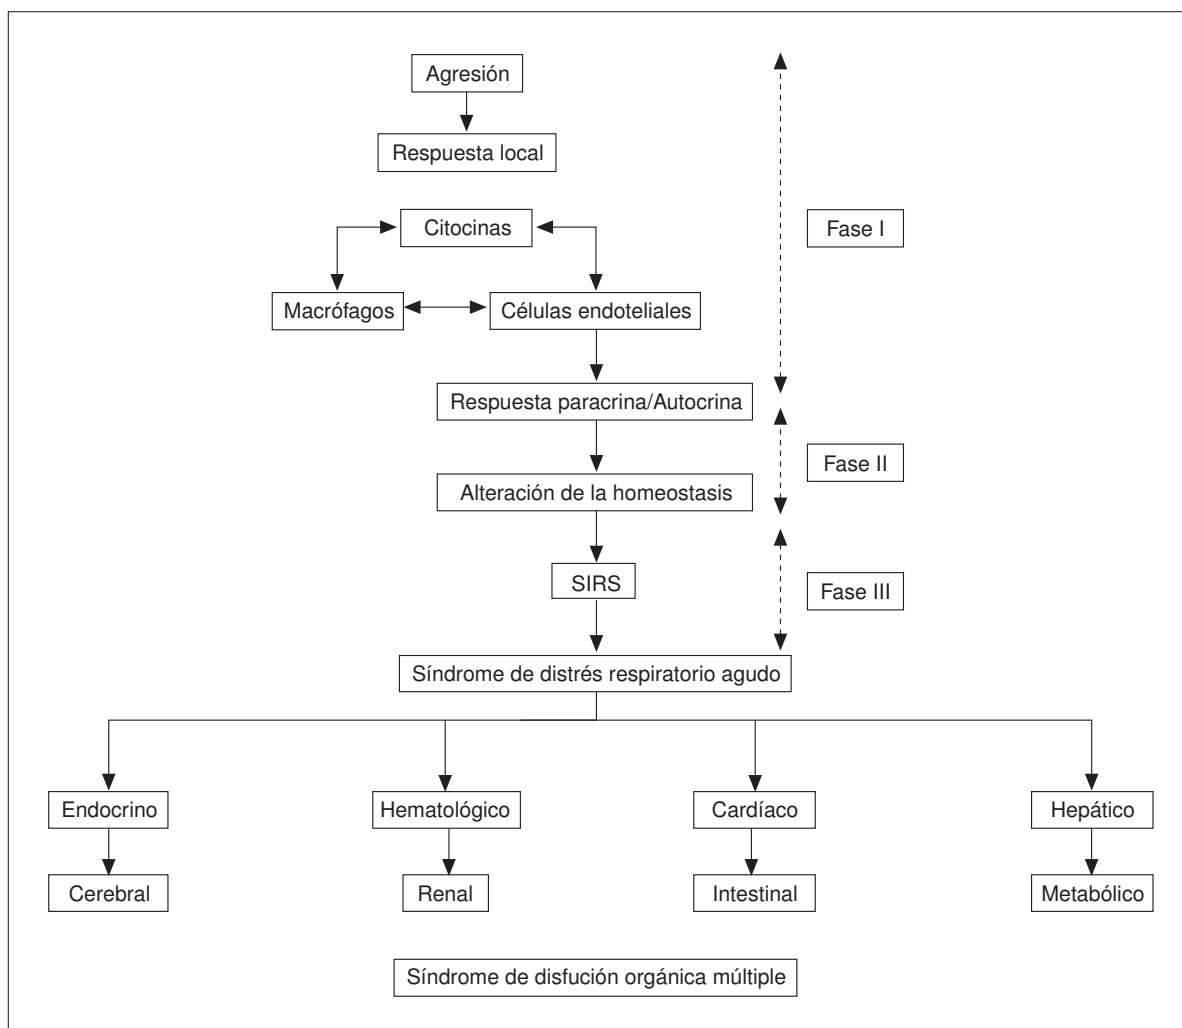 Agresión
Respuesta local
Citocinas
Fase I
Macrófagos
Células endoteliales
Respuesta paracrina/Autocrina
Fase II
Alteración de la homeostasis
SIRS
Fase III
Síndrome de distrés respiratorio agudo
Endocrino
Hematológico
Cardíaco
Hepático
Cerebral
Renal
Intestinal
Metabólico
Síndrome de disfución orgánica múltiple